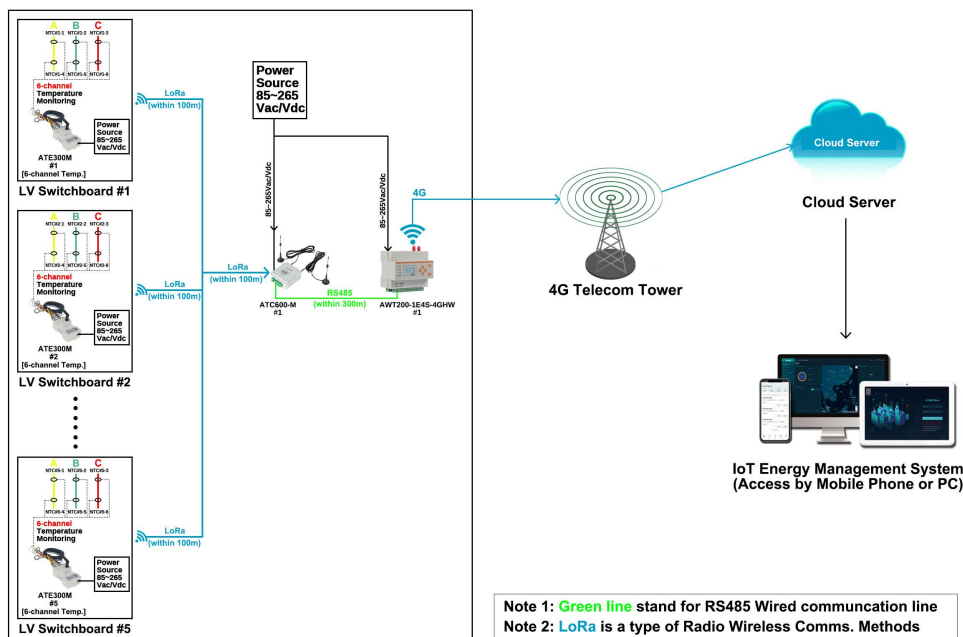 A B C
NTC#1-1 NTC#1-2 NTC#1-3
NTC#1-4 NTC#1-5 NTC#1-6
6-channel
Temperature
Monitoring
Power
Source
85~265
Vac/Vdc
ATE300M
#1
[6-channel Temp.]
LV Switchboard #1
LoRa
(within 100m)
A B C
NTC#2-1 NTC#2-2 NTC#2-3
NTC#2-4 NTC#2-5 NTC#2-6
6-channel
Temperature
Monitoring
Power
Source
85~265
Vac/Vdc
ATE300M
#2
[6-channel Temp.]
LV Switchboard #2
LoRa
(within 100m)
A B C
NTC#5-1 NTC#5-2 NTC#5-3
NTC#5-4 NTC#5-5 NTC#5-6
6-channel
Temperature
Monitoring
Power
Source
85~265
Vac/Vdc
ATE300M
#5
[6-channel Temp.]
LV Switchboard #5
LoRa
(within 100m)
LoRa
(within 100m)
Power
Source
85~265
Vac/Vdc
85~265Vac/Vdc
85~265Vac/Vdc
RS485
(within 300m)
ATC600-M
#1
AWT200-1E4S-4GHW
#1
4G
4G Telecom Tower
Cloud Server
Cloud Server
IoT Energy Management System
(Access by Mobile Phone or PC)
Note 1: Green line stand for RS485 Wired communcation line
Note 2: LoRa is a type of Radio Wireless Comms. Methods